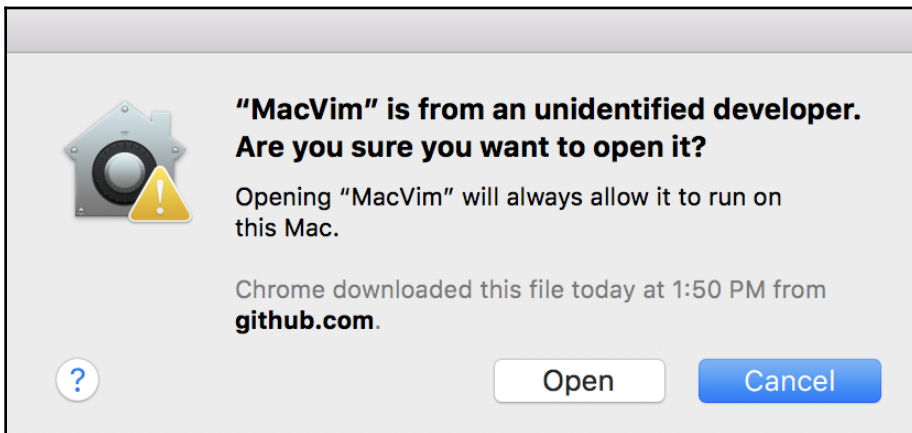 “MacVim” is from an unidentified developer.
Are you sure you want to open it?
Opening “MacVim” will always allow it to run on
this Mac.
Chrome downloaded this file today at 1:50 PM from
github.com.
?
Open
Cancel